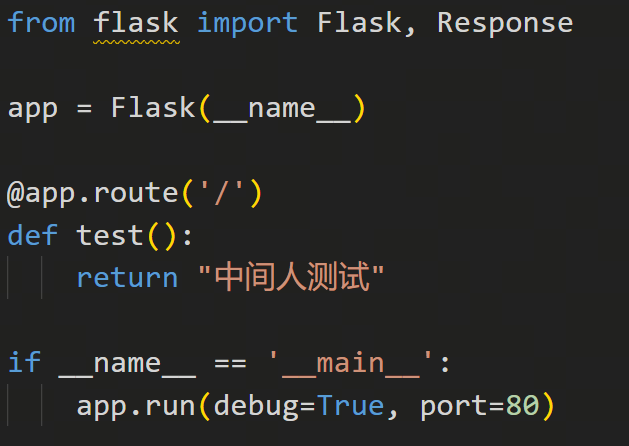 from flask import Flask, Response
app = Flask(__name__)
@app.route('/')
def test():
return "中间人测试"
if __name__ == '__main__':
app.run(debug=True, port=80)